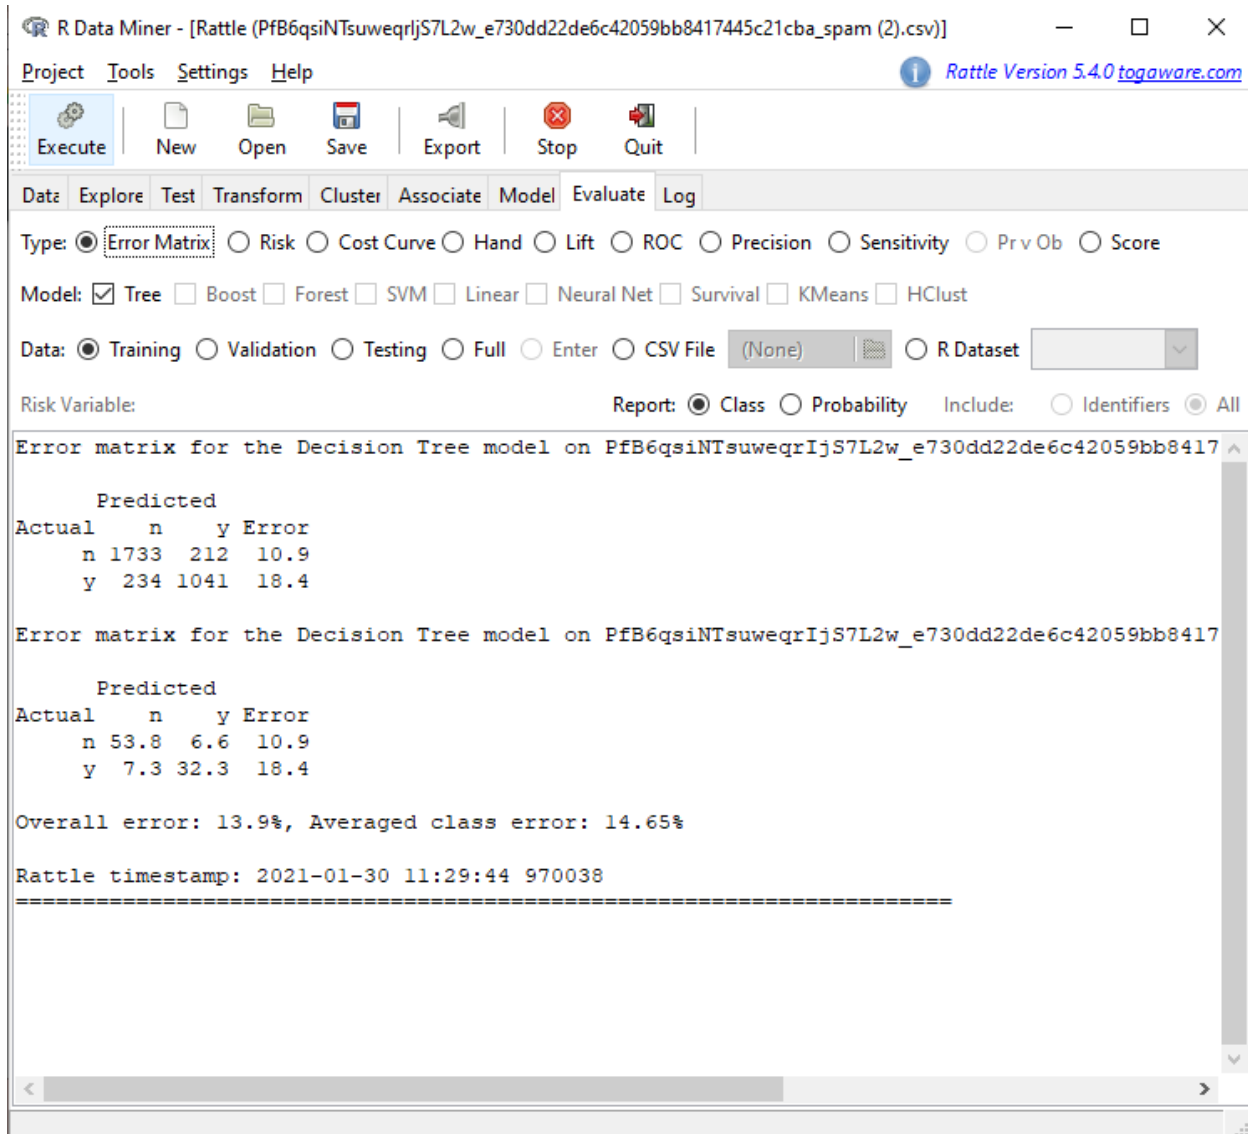 R Data Miner - [Rattle (PfB6qsiNTsuweqrIjS7L2w_e730dd22de6c42059bb8417445c21cba_spam (2).csv)]
Project Tools Settings Help Rattle Version 5.4.0 togaware.com
Execute New Open Save Export Stop Quit
Data Explore Test Transform Cluster Associate Model Evaluate Log
Type: Error Matrix Risk Cost Curve Hand Lift ROC Precision Sensitivity Pr v Ob Score
Model: Tree Boost Forest SVM Linear Neural Net Survival KMeans HClust
Data: Training Validation Testing Full Enter CSV File (None) R Dataset
Risk Variable: Report: Class Probability Include: Identifiers All
Error matrix for the Decision Tree model on PfB6qsiNTsuweqrIjS7L2w_e730dd22de6c42059bb8417
Predicted
Actual n y Error
n 1733 212 10.9
y 234 1041 18.4
Error matrix for the Decision Tree model on PfB6qsiNTsuweqrIjS7L2w_e730dd22de6c42059bb8417
Predicted
Actual n y Error
n 53.8 6.6 10.9
y 7.3 32.3 18.4
Overall error: 13.9%, Averaged class error: 14.65%
Rattle timestamp: 2021-01-30 11:29:44 970038
======================================================================